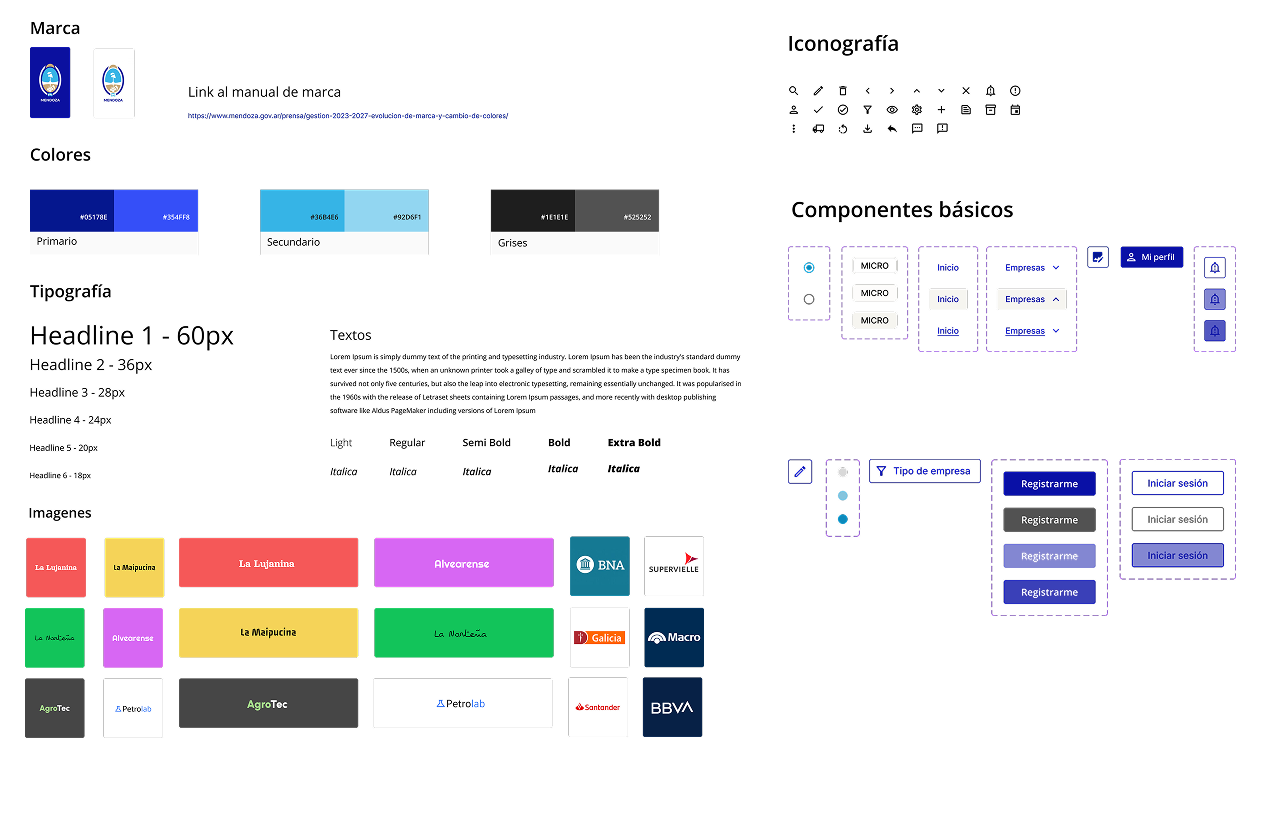 Marca
MENDOZA
MENDOZA
Link al manual de marca
https://www.mendoza.gov.ar/prensa/gestion-2023-2027-evolucion-de-marca-y-cambio-de-colores/
Colores
#05178E
#354FF8
Primario
#36B4E6
#92D6F1
Secundario
#1E1E1E
#525252
Grises
Tipografía
Headline 1 - 60px
Headline 2 - 36px
Headline 3 - 28px
Headline 4 - 24px
Headline 5 - 20px
Headline 6 - 18px
Textos
Lorem Ipsum is simply dummy text of the printing and typesetting industry. Lorem Ipsum has been the industry's standard dummy
text ever since the 1500s, when an unknown printer took a galley of type and scrambled it to make a type specimen book. It has
survived not only five centuries, but also the leap into electronic typesetting, remaining essentially unchanged. It was popularised in
the 1960s with the release of Letraset sheets containing Lorem Ipsum passages, and more recently with desktop publishing
software like Aldus PageMaker including versions of Lorem Ipsum
Light Regular Semi Bold Bold Extra Bold
Italica Italica Italica Italica Italica
Imagenes
La Lujanina
La Maipucina
La Lujanina
Alvearense
BNA
SUPERVIELLE
La Norteña
Alvearense
La Maipucina
La Norteña
Galicia
Macro
AgroTec
Petrolab
AgroTec
Petrolab
Santander
BBVA
Iconografía
Componentes básicos
MICRO
MICRO
MICRO
Inicio
Inicio
Inicio
Empresas
Empresas
Empresas
Mi perfil
Tipo de empresa
Registrarme
Registrarme
Registrarme
Registrarme
Iniciar sesión
Iniciar sesión
Iniciar sesión